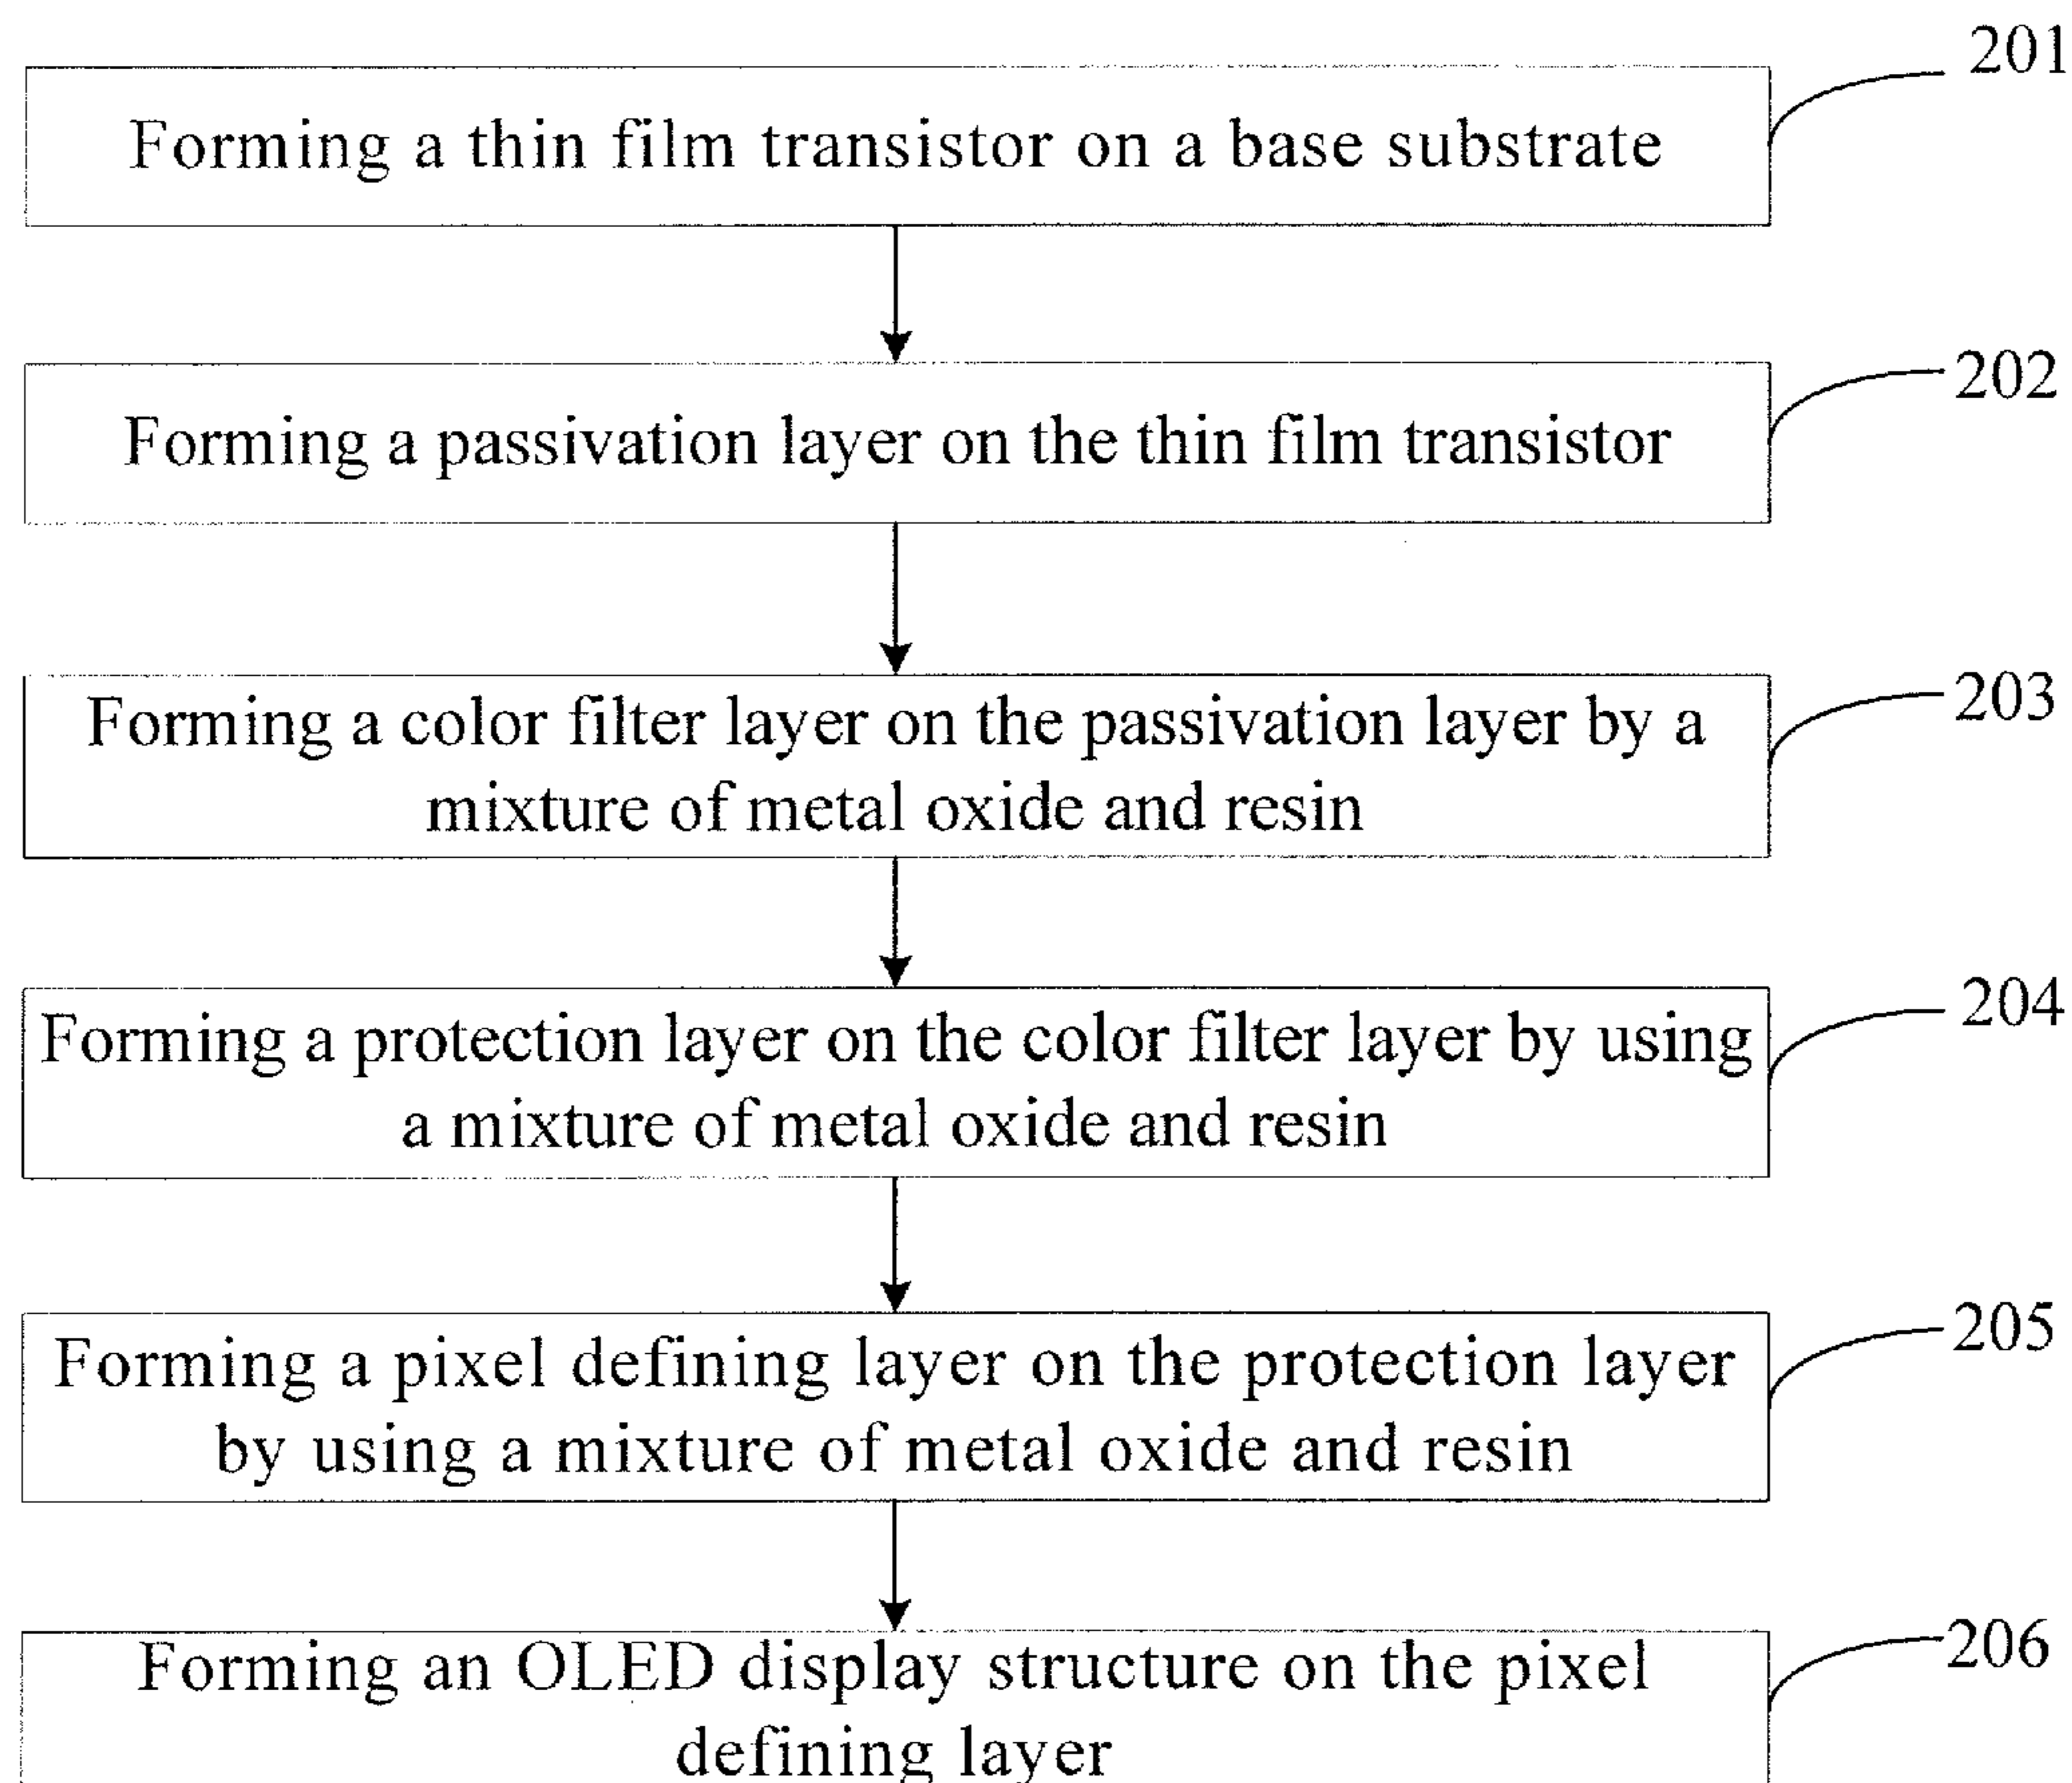 201
Forming a thin film transistor on a base substrate
202
Forming a passivation layer on the thin film transistor
203
Forming a color filter layer on the passivation layer by a
mixture of metal oxide and resin
204
Forming a protection layer on the color filter layer by using
a mixture of metal oxide and resin
205
Forming a pixel defining layer on the protection layer
by using a mixture of metal oxide and resin
206
Forming an OLED display structure on the pixel
defining layer